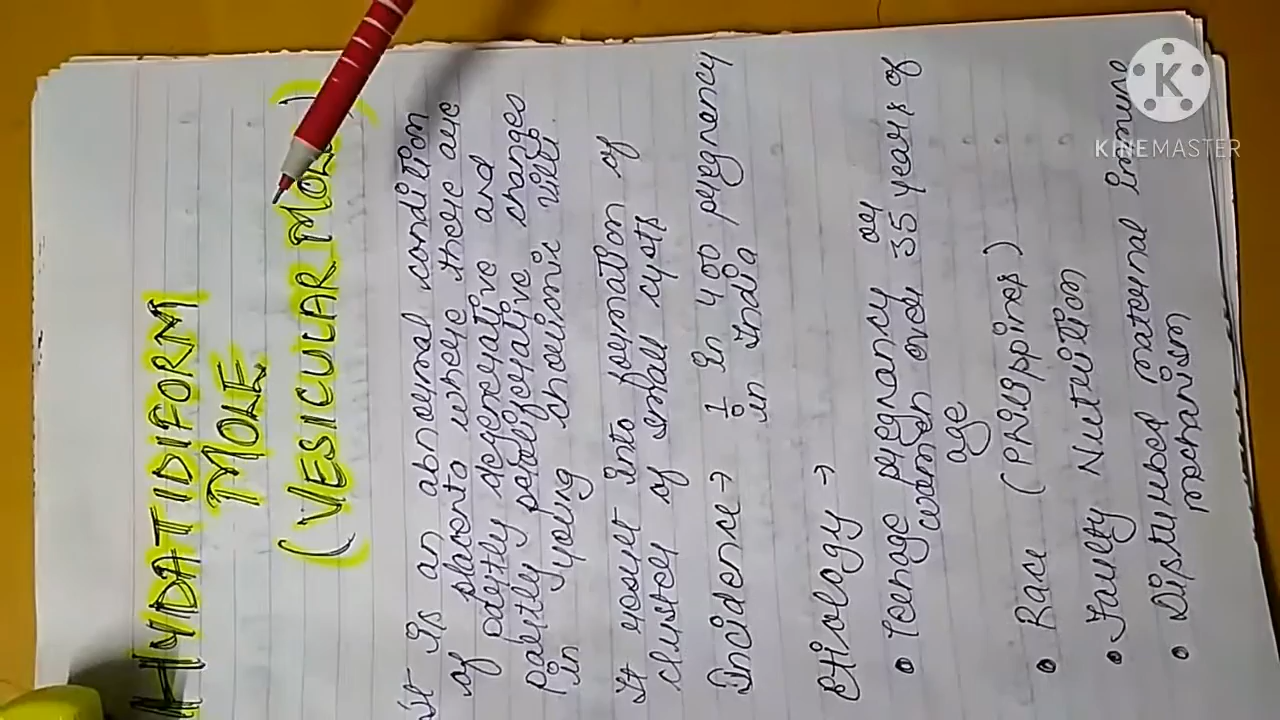 HYDATIDIFORM
MOLE
(VESICULAR MOLE)
It is an abnormal condition
of placenta where there are
partly degenerative and
partly proliferative changes
in young chorionic villi.
It result into formation of
cluster of small cysts
Incidence → 1 in 400 pregnency
in India
Etiology →
• Teenage pregnancy or
women over 35 years of
age
• Race (Philippines)
• Faulty Nutrition
• Disturbed maternal immune
mechanism
K
KINEMASTER